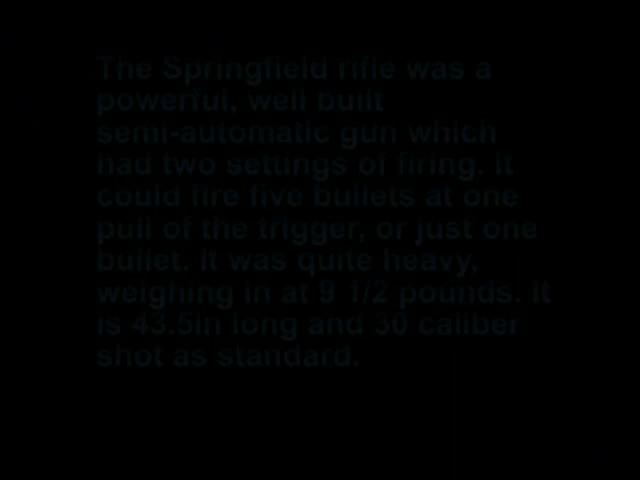 The Springfield rifle was a
powerful, well built
semi-automatic gun which
had two settings of firing. It
could fire five bullets at one
pull of the trigger, or just one
bullet. It was quite heavy,
weighing in at 9 1/2 pounds. It
is 43.5in long and 30 caliber
shot as standard.